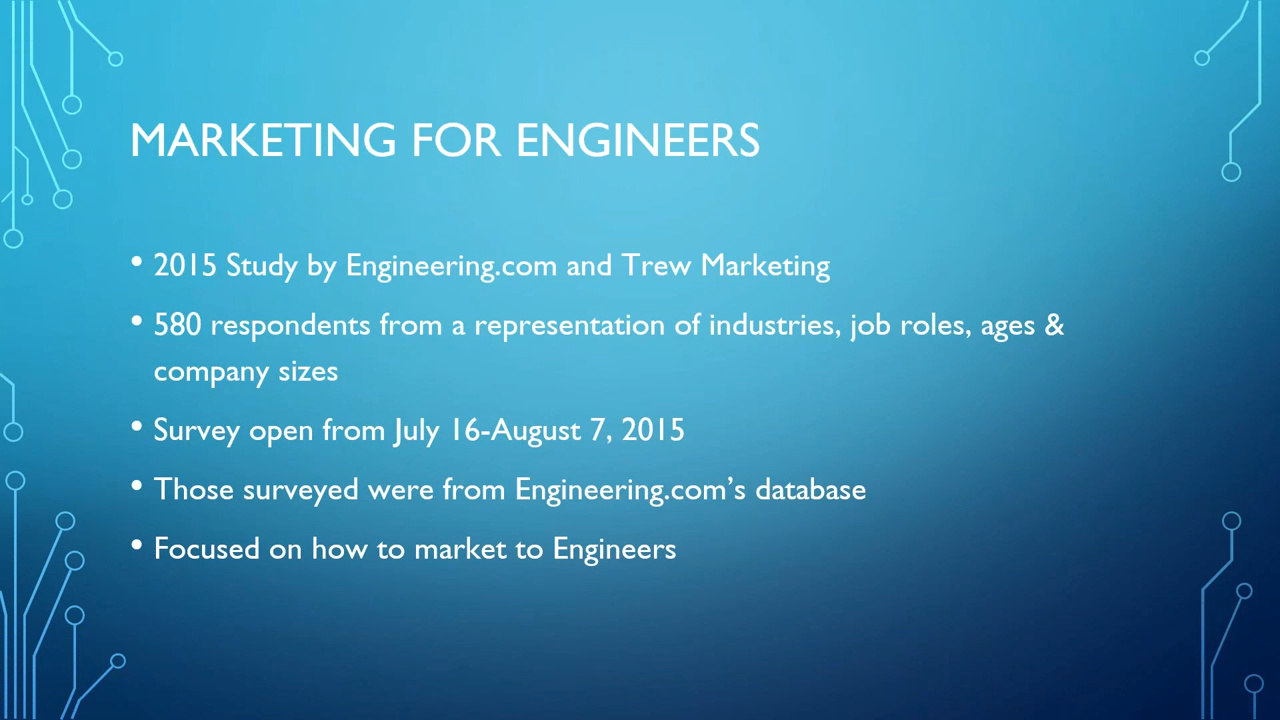 MARKETING FOR ENGINEERS
• 2015 Study by Engineering.com and Trew Marketing
• 580 respondents from a representation of industries, job roles, ages &
company sizes
• Survey open from July 16-August 7, 2015
• Those surveyed were from Engineering.com’s database
• Focused on how to market to Engineers